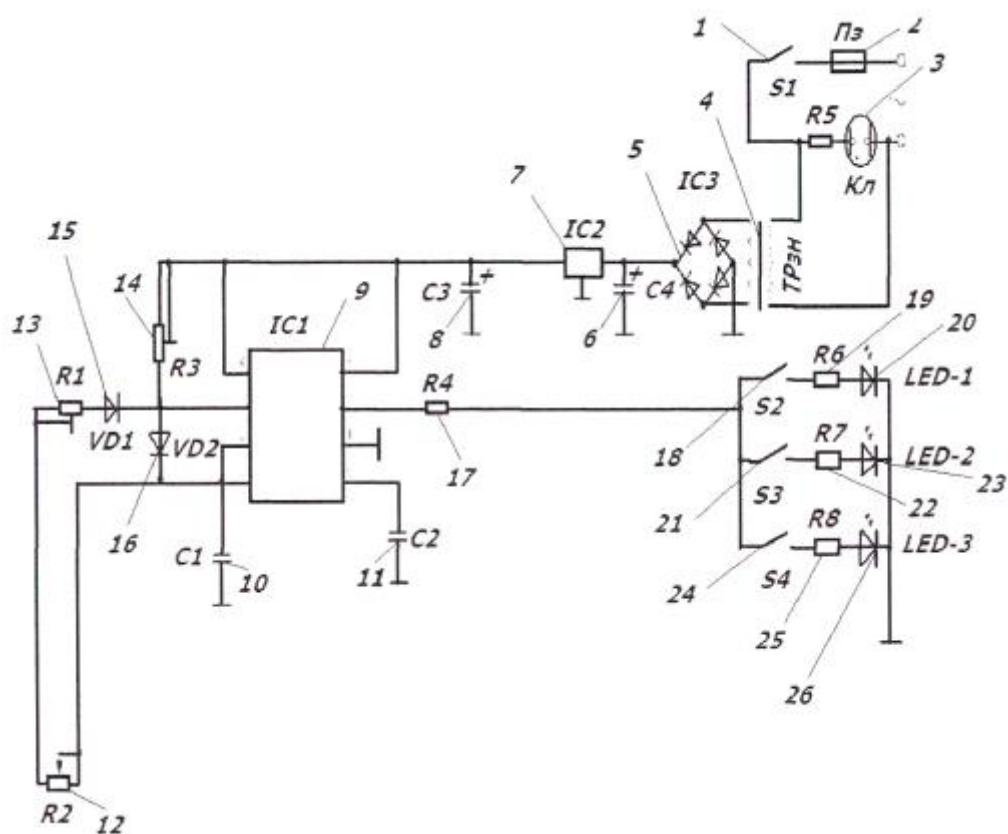 1
Пз
2
S1
3
4
R5
~
5
IC3
Кл
7
IC2
ТРзн
15
14
9
C3
+
+
C4
13
IC1
8
6
19
20
R1
R3
R4
R6
LED-1
VD1
VD2
S2
17
18
R7
LED-2
16
S3
23
21
22
C1
C2
R8
LED-3
10
11
24
S4
25
26
R2
12